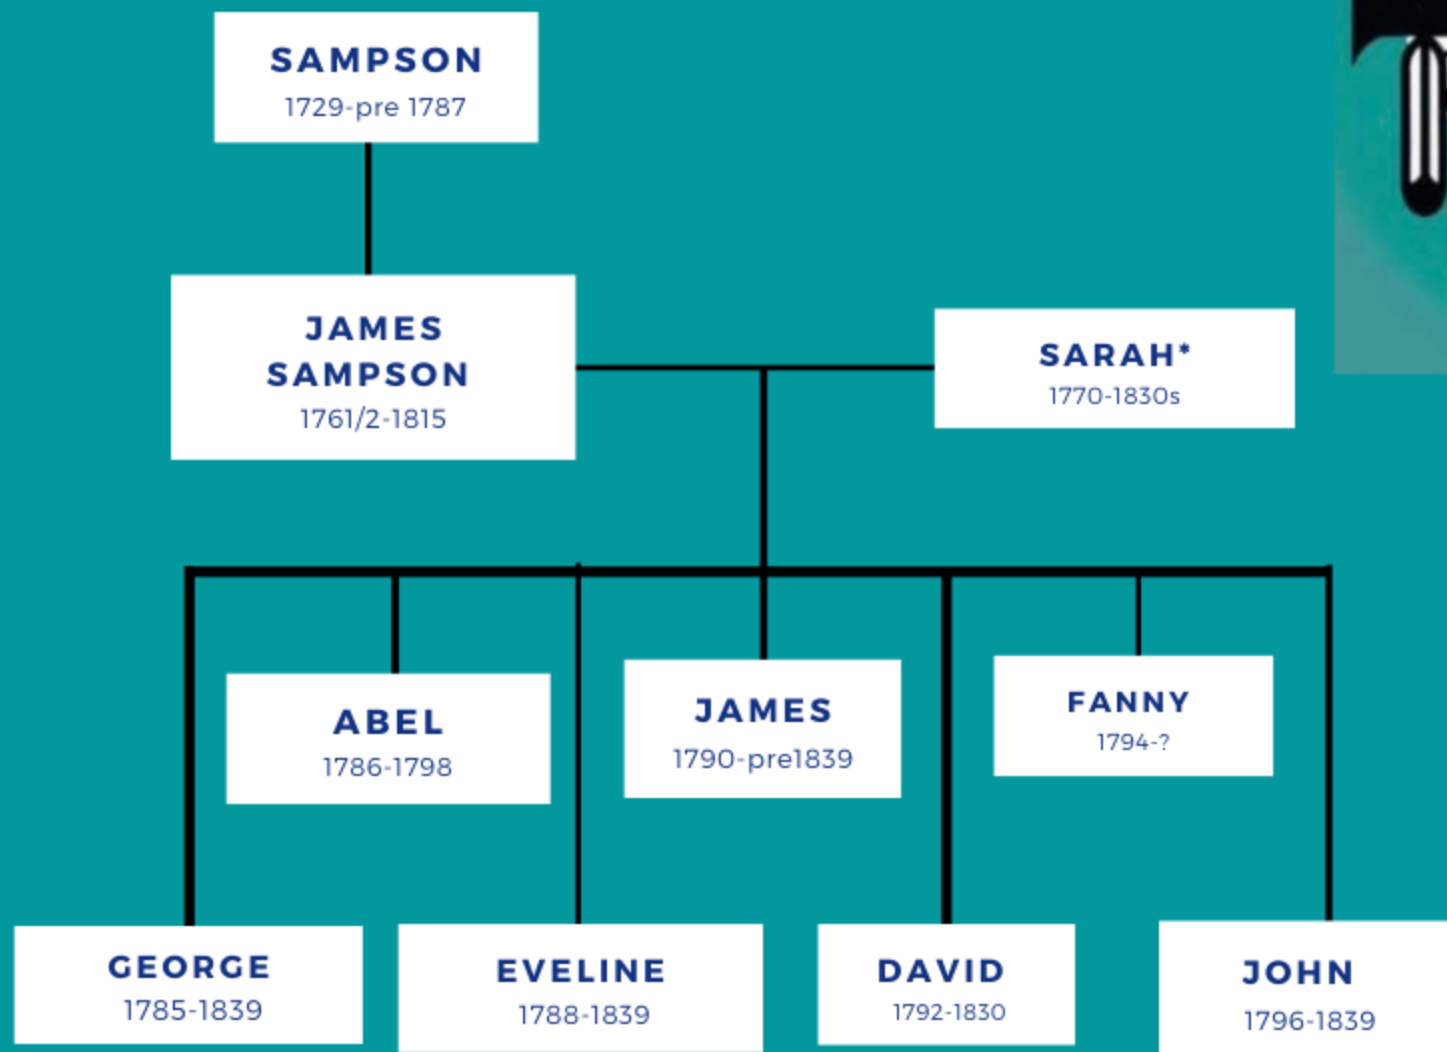 SAMPSON
1729-pre 1787
JAMES
SAMPSON
1761/2-1815
SARAH*
1770-1830s
ABEL
1786-1798
JAMES
1790-pre1839
FANNY
1794-?
GEORGE
1785-1839
EVELINE
1788-1839
DAVID
1792-1830
JOHN
1796-1839